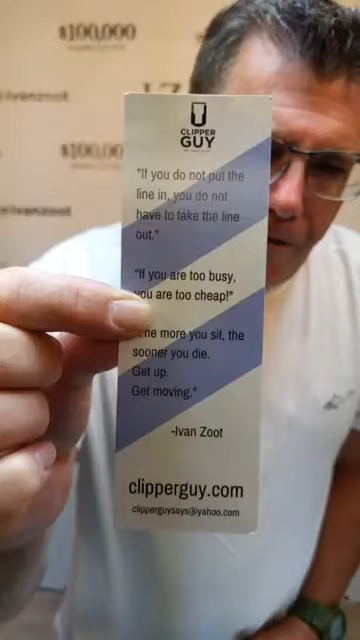 $100,000
@ivanzoot
$100,000
ivanzoot
CLIPPER
GUY
"If you do not put the
line in, you do not
have to take the line
out."
"If you are too busy,
you are too cheap!"
The more you sit, the
sooner you die.
Get up.
Get moving."
-Ivan Zoot
clipperguy.com
clipperguysays@yahoo.com